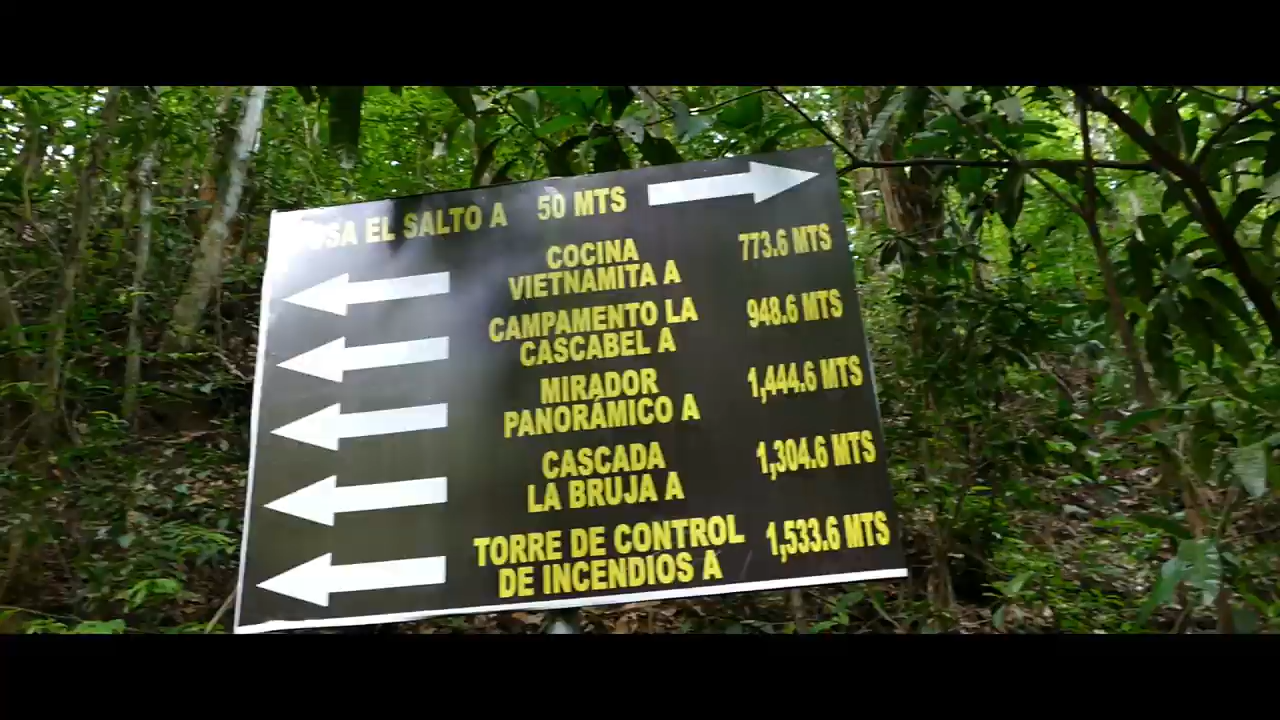 EL SALTO A 50 MTS
COCINA
VIETNAMITA A 773.6 MTS
CAMPAMENTO LA
CASCABEL A 948.6 MTS
MIRADOR
PANORÁMICO A 1,444.6 MTS
CASCADA
LA BRUJA A 1,304.6 MTS
TORRE DE CONTROL
DE INCENDIOS A 1,533.6 MTS